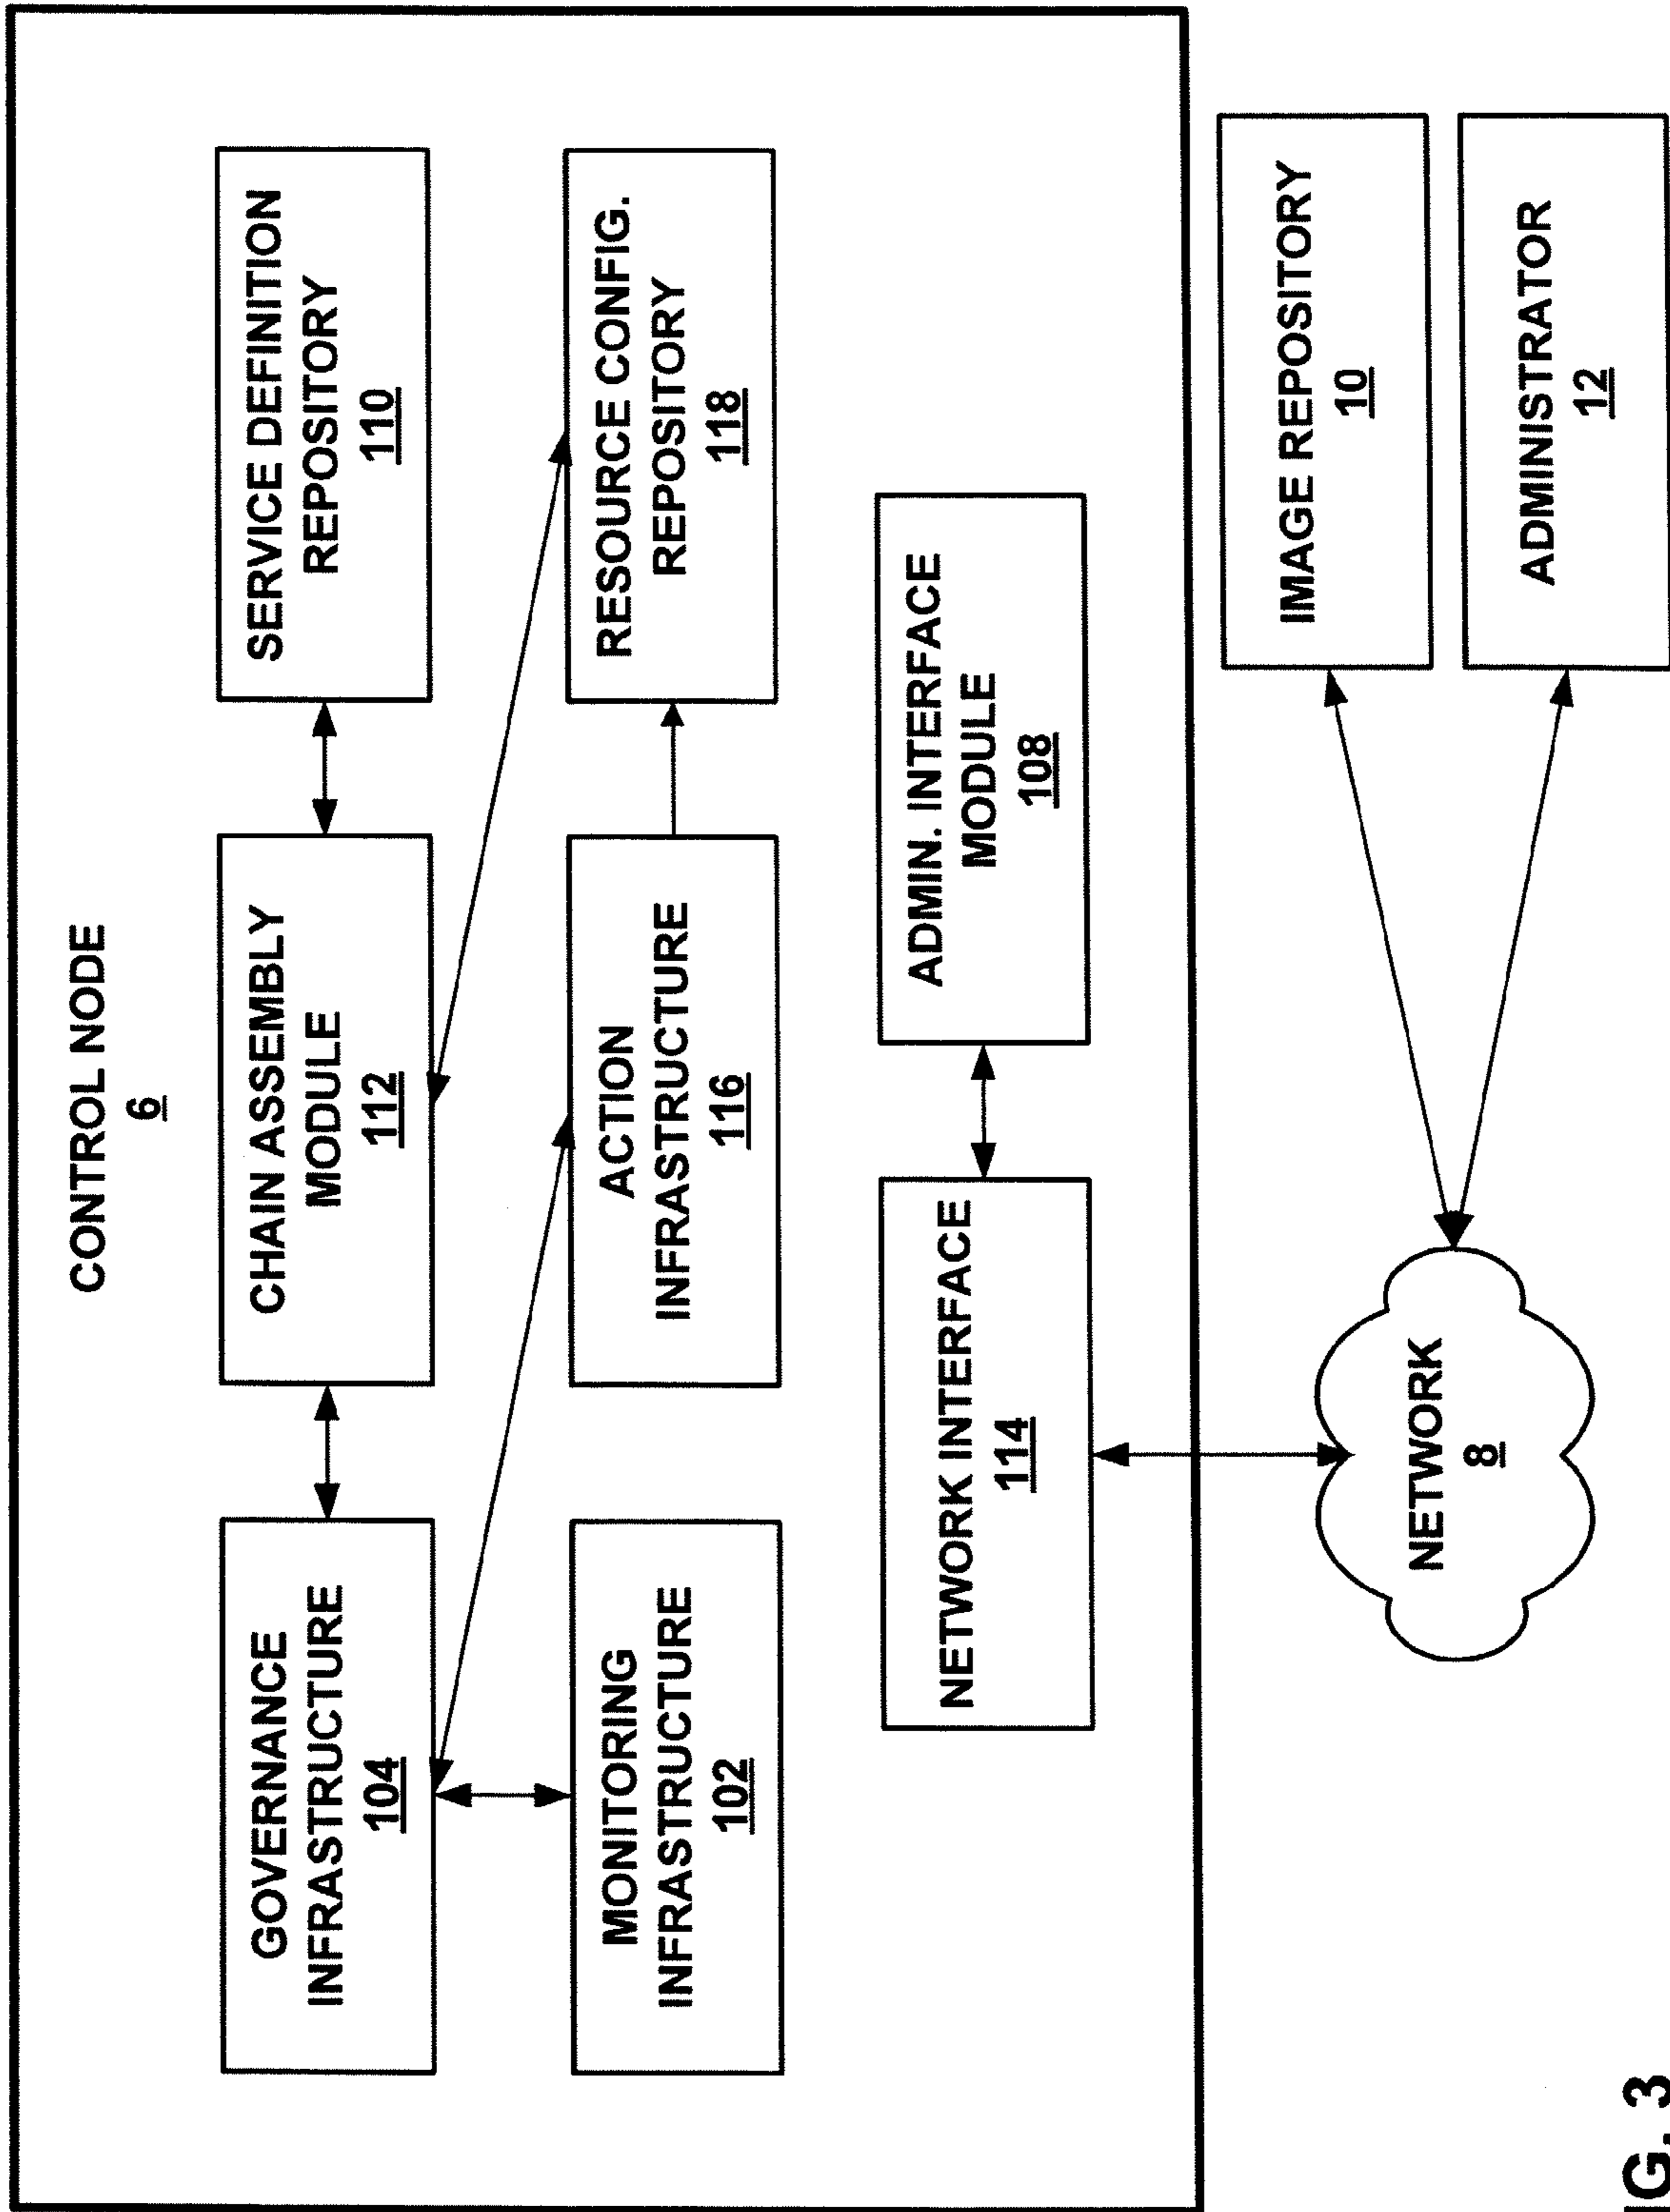 CONTROL NODE
6
GOVERNANCE
INFRASTRUCTURE
104
CHAIN ASSEMBLY
MODULE
112
SERVICE DEFINITION
REPOSITORY
110
MONITORING
INFRASTRUCTURE
102
ACTION
INFRASTRUCTURE
116
RESOURCE CONFIG.
REPOSITORY
118
NETWORK INTERFACE
114
ADMIN. INTERFACE
MODULE
108
NETWORK
8
IMAGE REPOSITORY
10
ADMINISTRATOR
12
G. 3